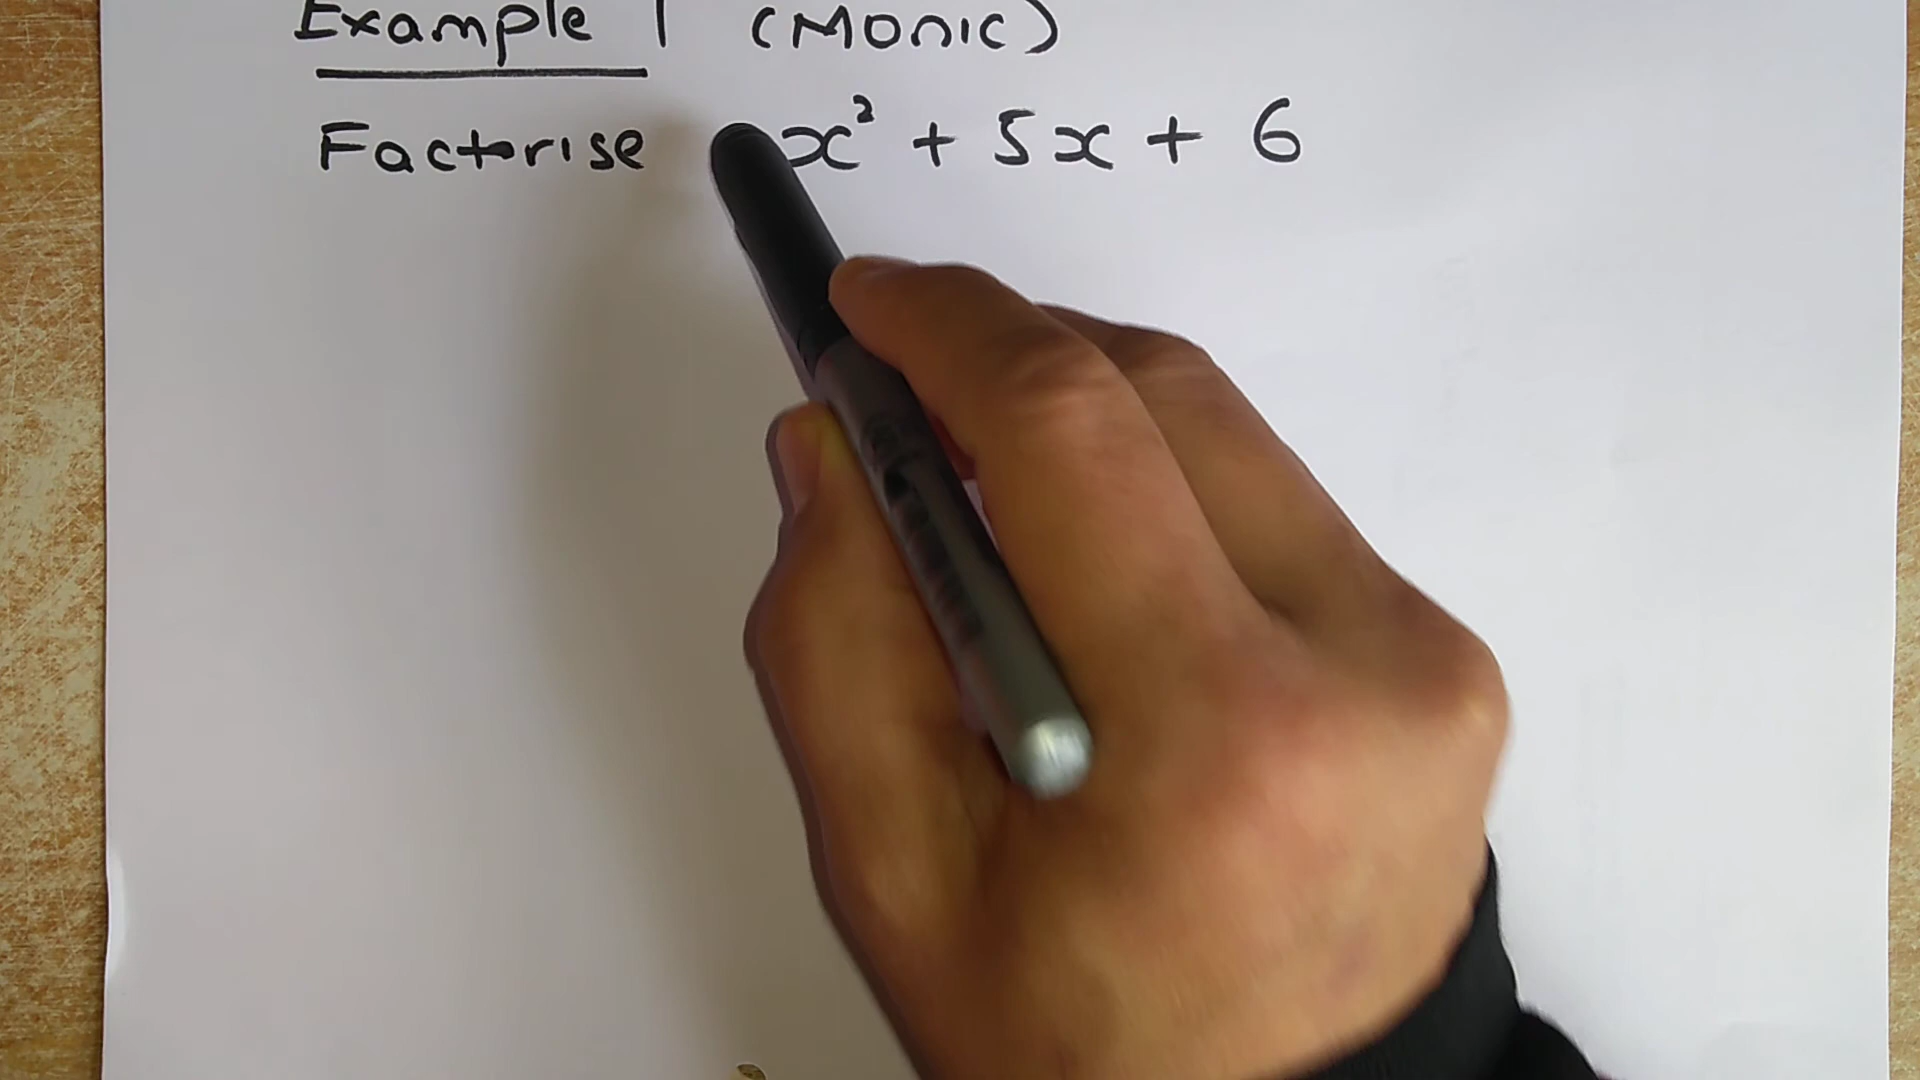 Example 1 (Monic)
Factorise x² + 5x + 6